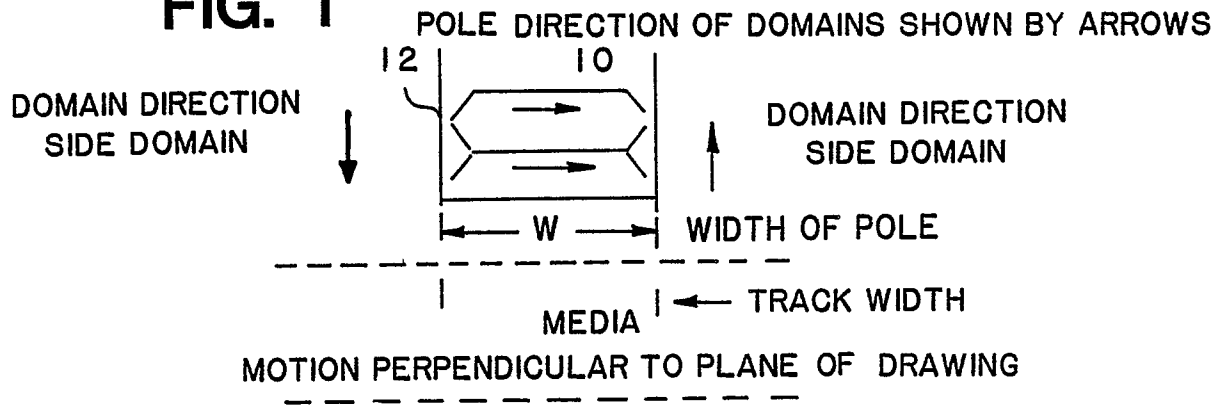 FIG. 1
POLE DIRECTION OF DOMAINS SHOWN BY ARROWS
12 10
DOMAIN DIRECTION
SIDE DOMAIN
DOMAIN DIRECTION
SIDE DOMAIN
W WIDTH OF POLE
TRACK WIDTH
MEDIA
MOTION PERPENDICULAR TO PLANE OF DRAWING